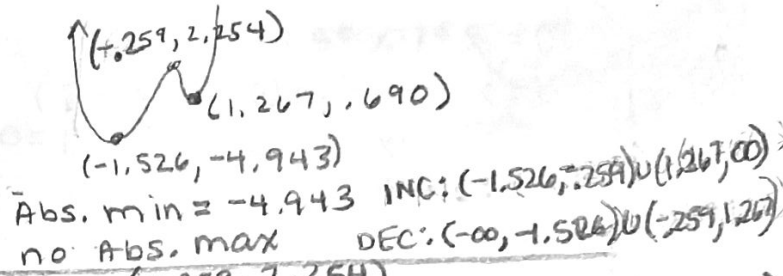 (-.259, 2.254)
(1.267, .690)
(-1.526, -4.943)
Abs. min = -4.943 INC: (-1.526, -.259)∪(1.267, ∞)
no Abs. max DEC: (-∞, -1.526)∪(-.259, 1.267)